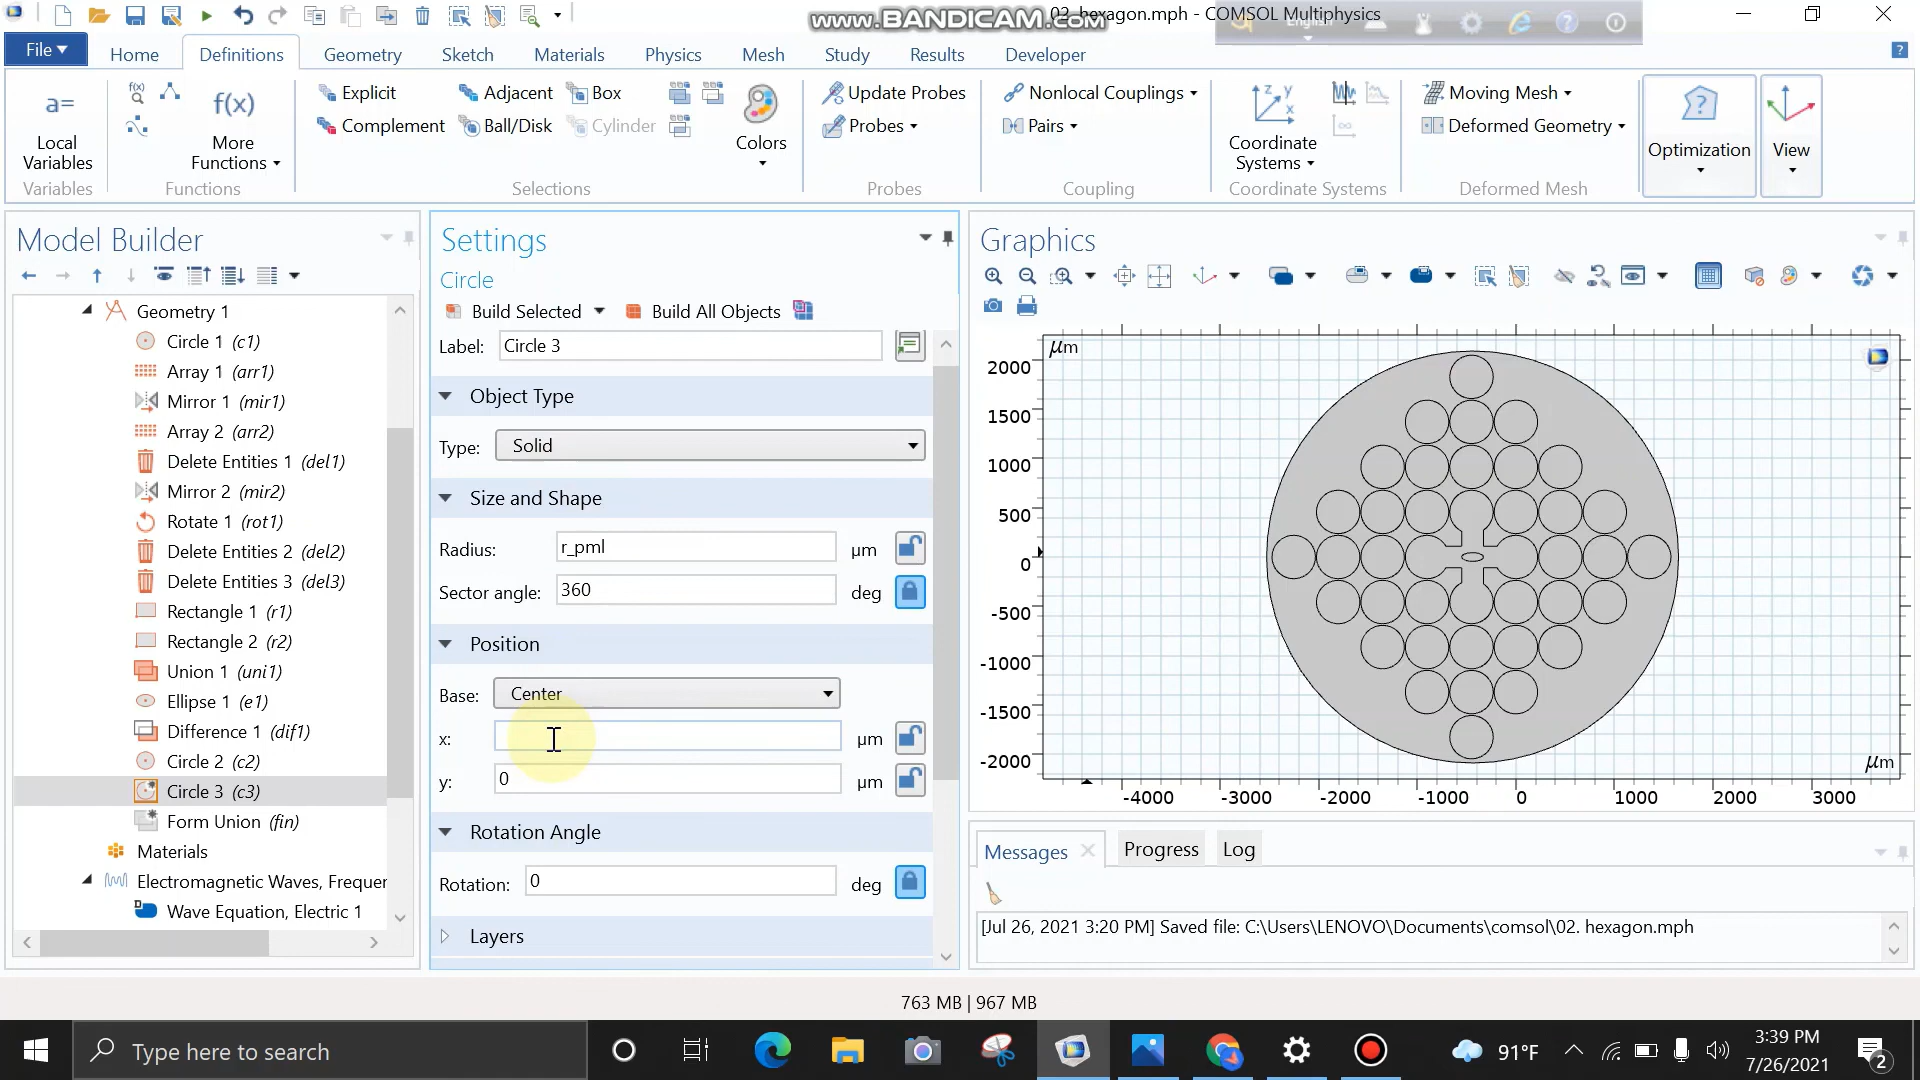 www.BANDICAM.com
02. hexagon.mph - COMSOL Multiphysics
English
File
Home
Definitions
Geometry
Sketch
Materials
Physics
Mesh
Study
Results
Developer
a=
Local
Variables
Variables
f(x)
f(x)
More
Functions
Functions
Explicit
Complement
Adjacent
Ball/Disk
Box
Cylinder
Colors
Selections
Update Probes
Probes
Probes
Nonlocal Couplings
Pairs
Coupling
z y
x
Coordinate
Systems
Coordinate Systems
Moving Mesh
Deformed Geometry
Deformed Mesh
Optimization
View
Model Builder
Geometry 1
Circle 1 (c1)
Array 1 (arr1)
Mirror 1 (mir1)
Array 2 (arr2)
Delete Entities 1 (del1)
Mirror 2 (mir2)
Rotate 1 (rot1)
Delete Entities 2 (del2)
Delete Entities 3 (del3)
Rectangle 1 (r1)
Rectangle 2 (r2)
Union 1 (uni1)
Ellipse 1 (e1)
Difference 1 (dif1)
Circle 2 (c2)
Circle 3 (c3)
Form Union (fin)
Materials
Electromagnetic Waves, Frequer
Wave Equation, Electric 1
Settings
Circle
Build Selected
Build All Objects
Label: Circle 3
Object Type
Type: Solid
Size and Shape
Radius: r_pml µm
Sector angle: 360 deg
Position
Base: Center
x: µm
y: 0 µm
Rotation Angle
Rotation: 0 deg
Layers
Graphics
µm
2000
1500
1000
500
0
-500
-1000
-1500
-2000
µm
-4000
-3000
-2000
-1000
0
1000
2000
3000
Messages
Progress
Log
[Jul 26, 2021 3:20 PM] Saved file: C:\Users\LENOVO\Documents\comsol\02. hexagon.mph
763 MB | 967 MB
Type here to search
91°F
3:39 PM
7/26/2021
2